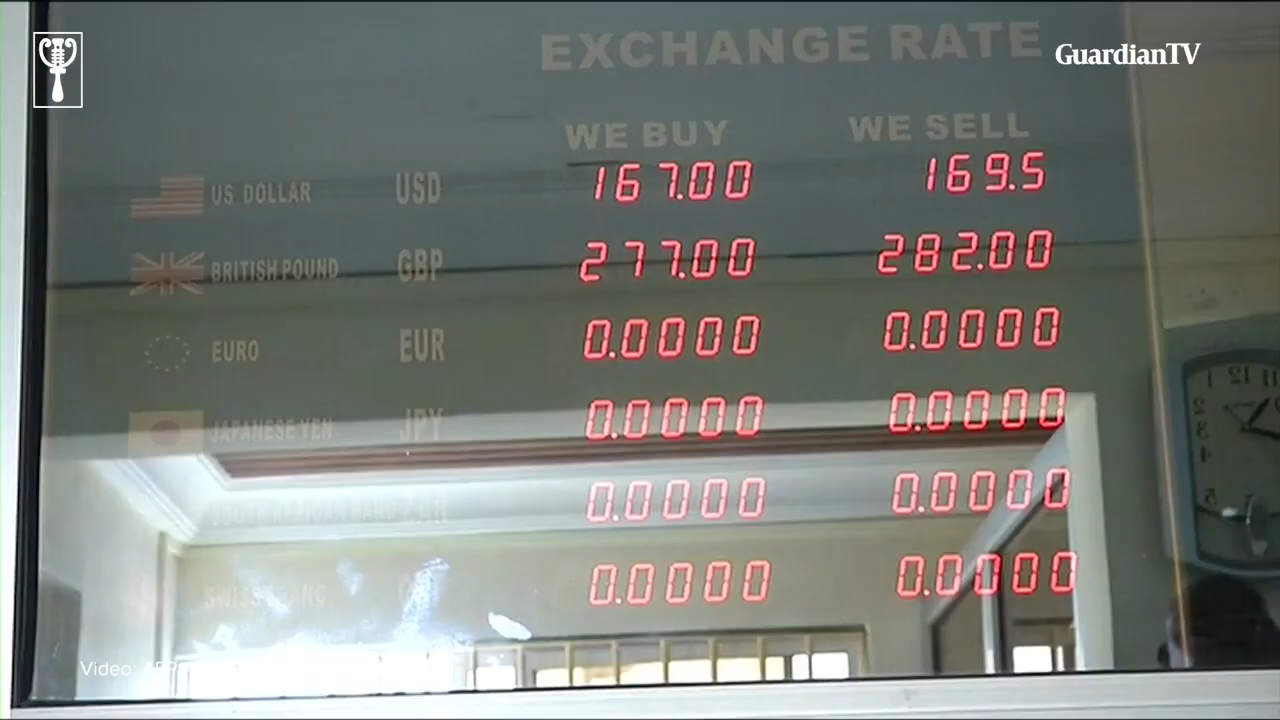 GuardianTV
EXCHANGE RATE
WE BUY WE SELL
US DOLLAR USD 167.00 169.5
BRITISH POUND GBP 277.00 282.00
EURO EUR 0.0000 0.0000
JAPANESE YEN JPY 0.0000 0.0000
0.0000 0.0000
SWISS 0.0000 0.0000
Video: